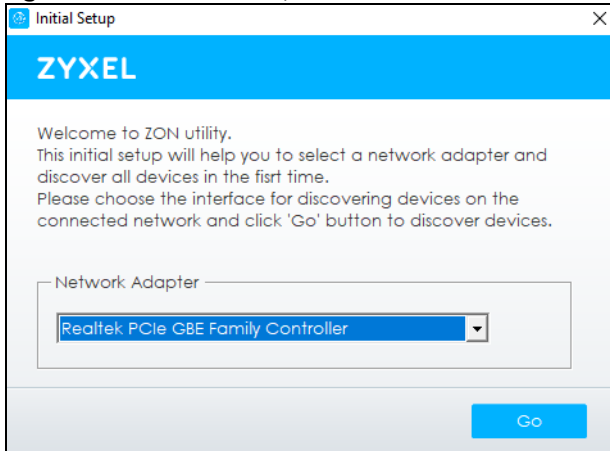 Initial Setup
ZYXEL
Welcome to ZON utility.
This initial setup will help you to select a network adapter and
discover all devices in the fisrt time.
Please choose the interface for discovering devices on the
connected network and click 'Go' button to discover devices.
Network Adapter
Realtek PCIe GBE Family Controller
Go